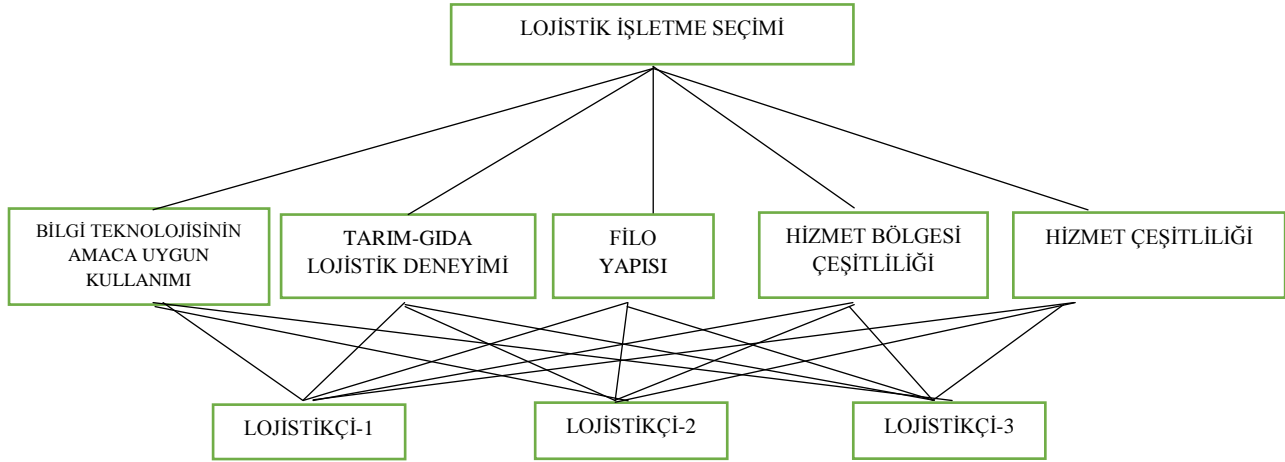 LOJİSTİK İŞLETME SEÇİMİ
BİLGİ TEKNOLOJİSİNİN
AMACA UYGUN
KULLANIMI
TARIM-GIDA
LOJİSTİK DENEYİMİ
FİLO
YAPISI
HİZMET BÖLGESİ
ÇEŞİTLİLİĞİ
HİZMET ÇEŞİTLİLİĞİ
LOJİSTİKÇİ-1
LOJİSTİKÇİ-2
LOJİSTİKÇİ-3